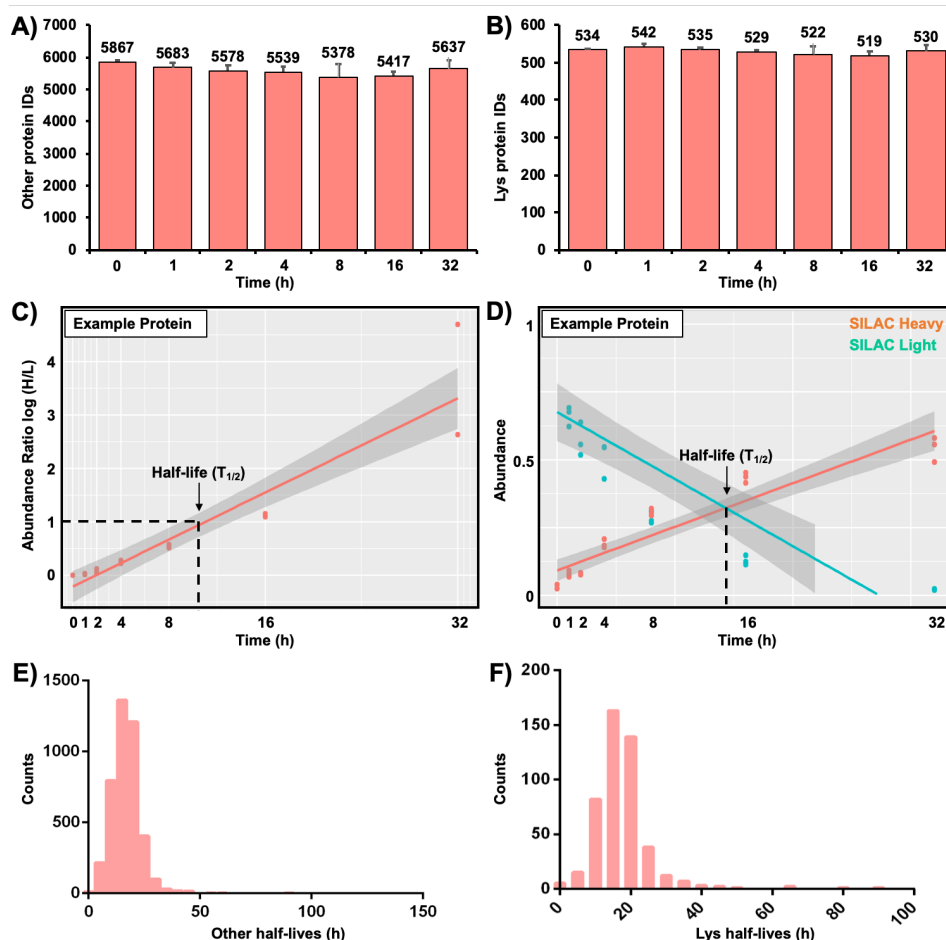 A)
7000
6000
5000
4000
3000
2000
1000
0
Other protein IDs
5867 5683 5578 5539 5378 5417 5637
0 1 2 4 8 16 32
Time (h)
B)
600
500
400
300
200
100
0
Lys protein IDs
534 542 535 529 522 519 530
0 1 2 4 8 16 32
Time (h)
C)
Example Protein
Abundance Ratio log (H/L)
4
3
2
1
0
Half-life (T1/2)
0 1 2 4 8 16 32
Time (h)
D)
Example Protein
SILAC Heavy
SILAC Light
Abundance
1
0.5
0
Half-life (T1/2)
0 1 2 4 8 16 32
Time (h)
E)
1500
1000
500
0
Counts
0 50 100 150
Other half-lives (h)
F)
200
150
100
50
0
Counts
0 20 40 60 80 100
Lys half-lives (h)